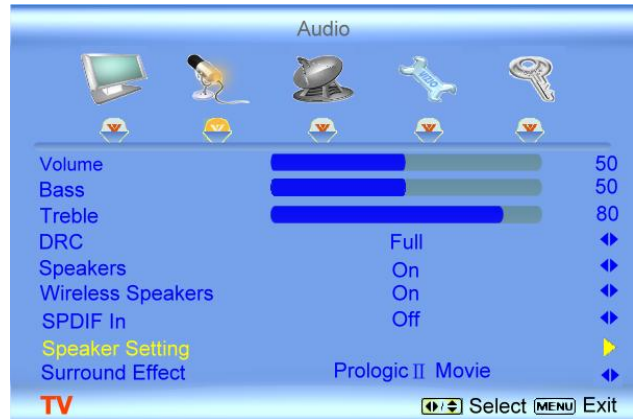 Audio
VIZIO
Volume 50
Bass 50
Treble 80
DRC Full
Speakers On
Wireless Speakers On
SPDIF In Off
Speaker Setting
Surround Effect Prologic II Movie
TV Select MENU Exit